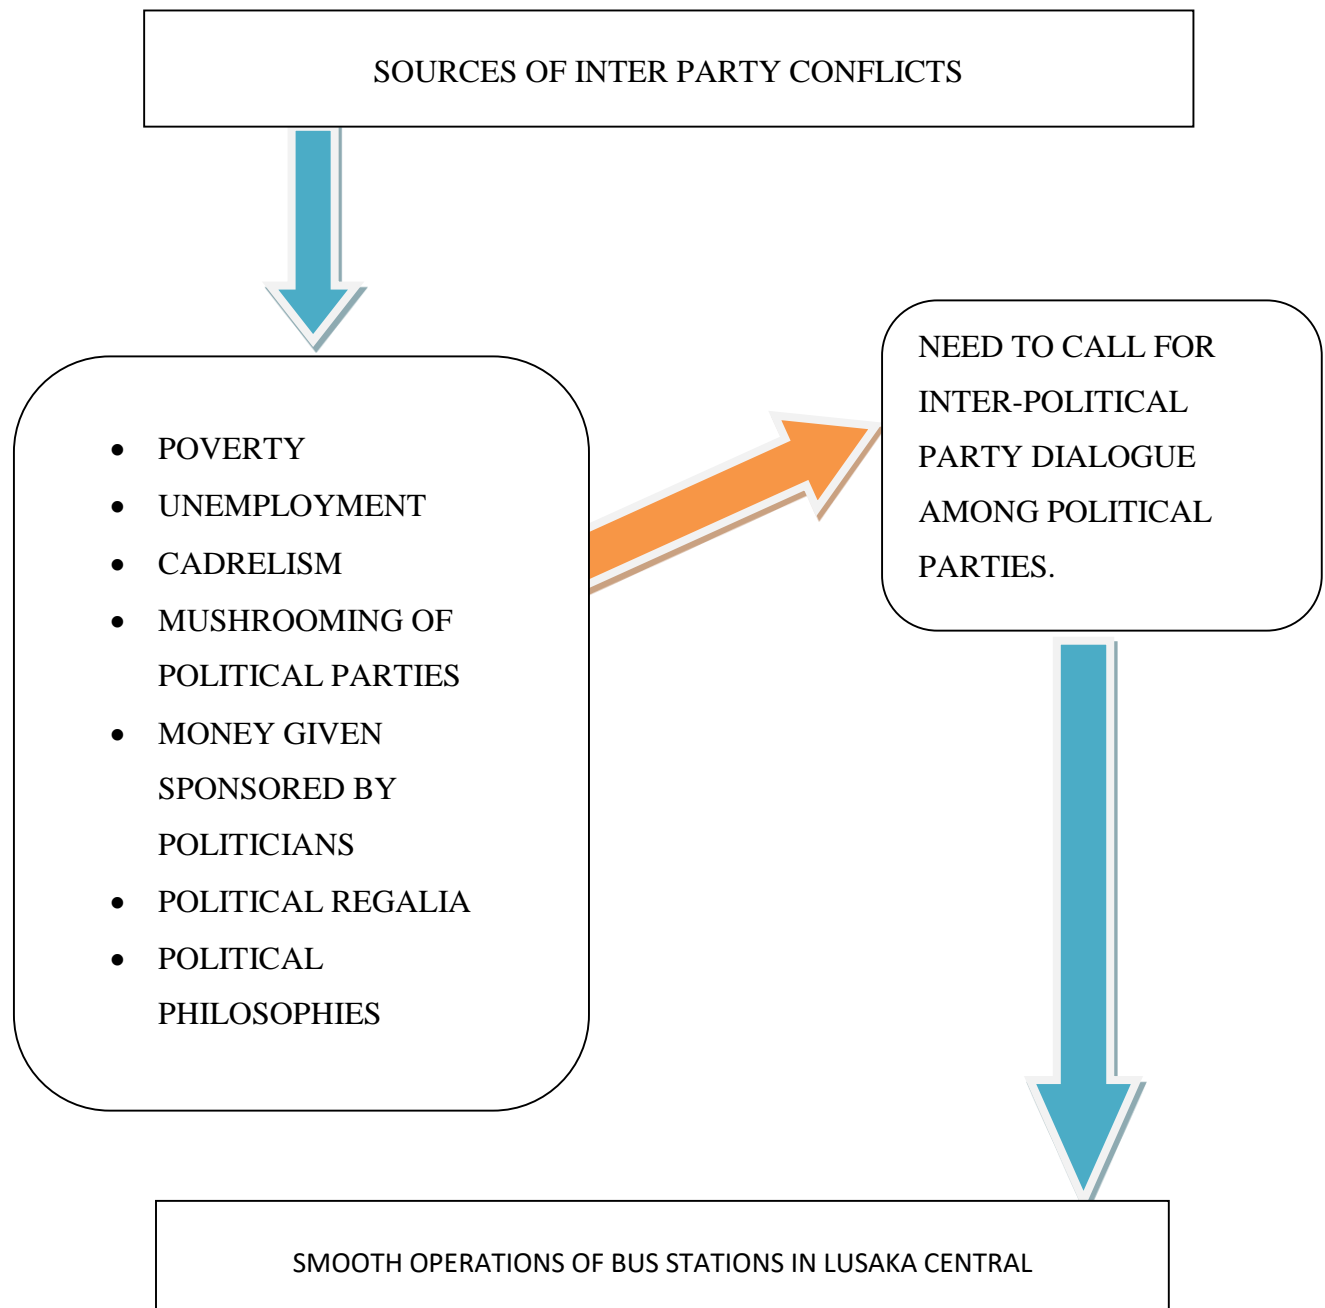 SOURCES OF INTER PARTY CONFLICTS
• POVERTY
• UNEMPLOYMENT
• CADRELISM
• MUSHROOMING OF
POLITICAL PARTIES
• MONEY GIVEN
SPONSORED BY
POLITICIANS
• POLITICAL REGALIA
• POLITICAL
PHILOSOPHIES
NEED TO CALL FOR
INTER-POLITICAL
PARTY DIALOGUE
AMONG POLITICAL
PARTIES.
SMOOTH OPERATIONS OF BUS STATIONS IN LUSAKA CENTRAL